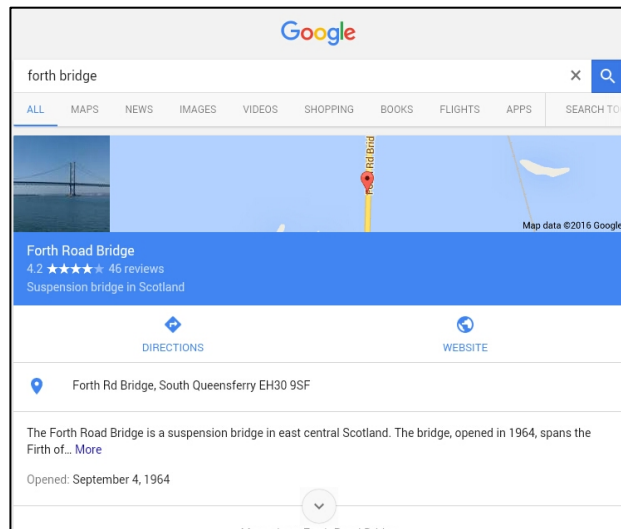 Google
forth bridge
ALL MAPS NEWS IMAGES VIDEOS SHOPPING BOOKS FLIGHTS APPS SEARCH TO
Rd Brid
Map data ©2016 Google
Forth Road Bridge
4.2 ★★★★★ 46 reviews
Suspension bridge in Scotland
DIRECTIONS WEBSITE
Forth Rd Bridge, South Queensferry EH30 9SF
The Forth Road Bridge is a suspension bridge in east central Scotland. The bridge, opened in 1964, spans the
Firth of... More
Opened: September 4, 1964